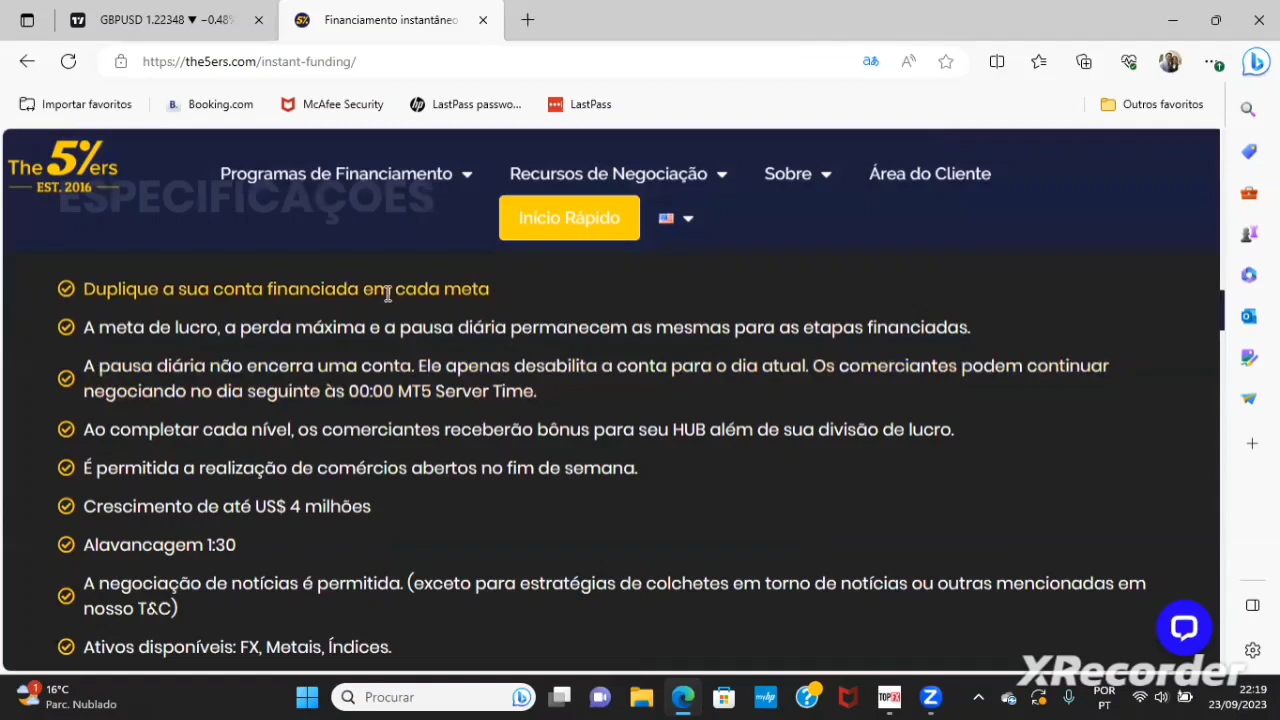 GBPUSD 1.22348 ▼ −0.48%
Financiamento instantâneo
https://the5ers.com/instant-funding/
Importar favoritos
Booking.com
McAfee Security
LastPass passwo...
LastPass
Outros favoritos
The 5%ers
EST. 2016
Programas de Financiamento
Recursos de Negociação
Sobre
Área do Cliente
ESPECIFICAÇÕES
Início Rápido
Duplique a sua conta financiada em cada meta
A meta de lucro, a perda máxima e a pausa diária permanecem as mesmas para as etapas financiadas.
A pausa diária não encerra uma conta. Ele apenas desabilita a conta para o dia atual. Os comerciantes podem continuar
negociando no dia seguinte às 00:00 MT5 Server Time.
Ao completar cada nível, os comerciantes receberão bônus para seu HUB além de sua divisão de lucro.
É permitida a realização de comércios abertos no fim de semana.
Crescimento de até US$ 4 milhões
Alavancagem 1:30
A negociação de notícias é permitida. (exceto para estratégias de colchetes em torno de notícias ou outras mencionadas em
nosso T&C)
Ativos disponíveis: FX, Metais, Índices.
XRecorder
1
16°C
Parc. Nublado
Procurar
myhp
TOPFX
POR
PT
22:19
23/09/2023